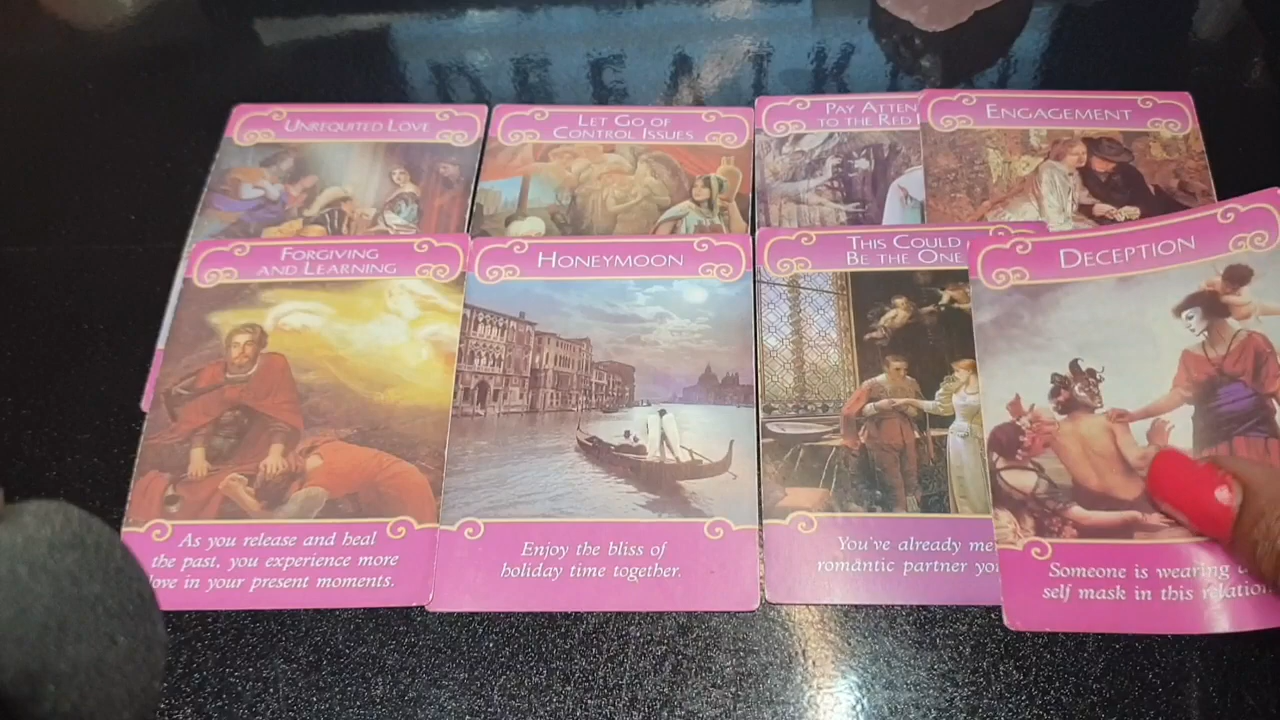 UNREQUITED LOVE
LET GO OF
CONTROL ISSUES
PAY ATTEN
TO THE RED
ENGAGEMENT
FORGIVING
AND LEARNING
HONEYMOON
THIS COULD
BE THE ONE
DECEPTION
As you release and heal
the past, you experience more
love in your present moments.
Enjoy the bliss of
holiday time together.
You've already me
romantic partner yo
Someone is wearing
self mask in this relation